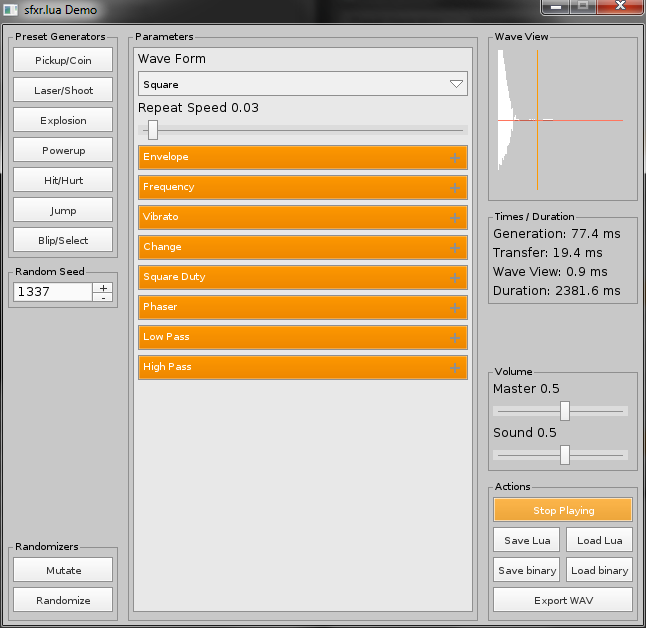 sfxr.lua Demo
Preset Generators
Pickup/Coin
Laser/Shoot
Explosion
Powerup
Hit/Hurt
Jump
Blip/Select
Random Seed
1337
+
-
Randomizers
Mutate
Randomize
Parameters
Wave Form
Square
Repeat Speed 0.03
Envelope +
Frequency +
Vibrato +
Change +
Square Duty +
Phaser +
Low Pass +
High Pass +
Wave View
Times / Duration
Generation: 77.4 ms
Transfer: 19.4 ms
Wave View: 0.9 ms
Duration: 2381.6 ms
Volume
Master 0.5
Sound 0.5
Actions
Stop Playing
Save Lua Load Lua
Save binary Load binary
Export WAV